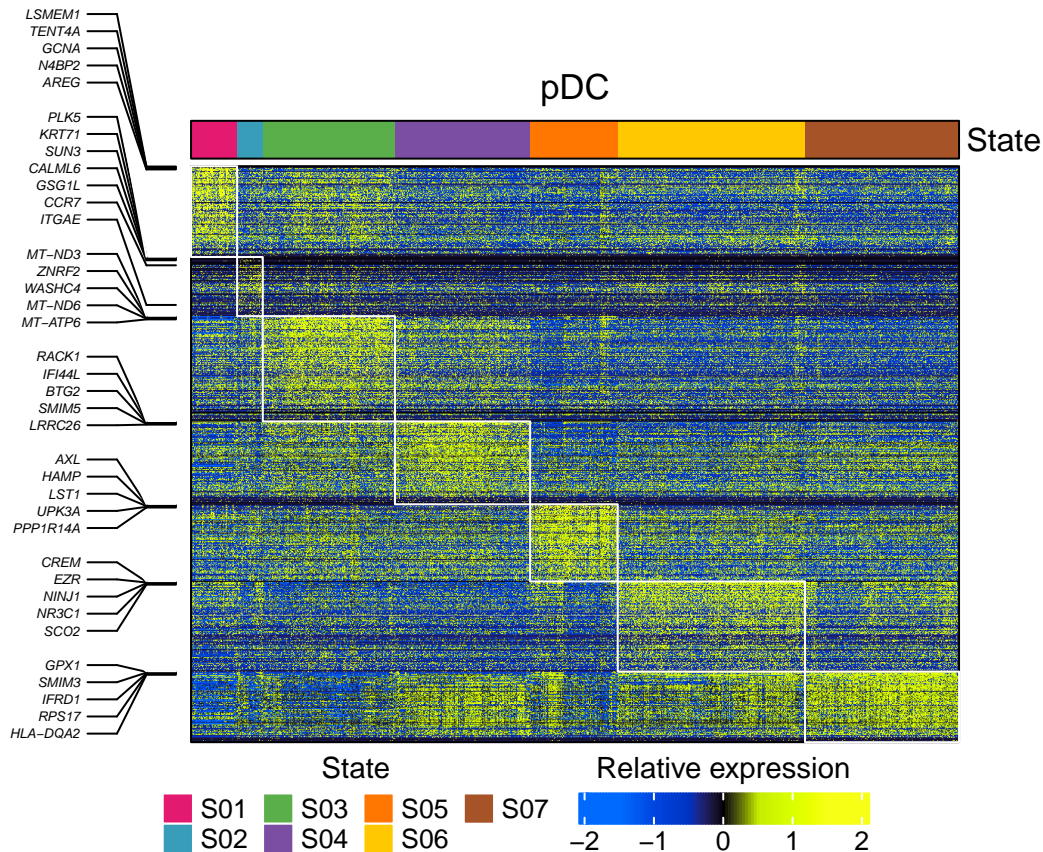 LSMEM1
TENT4A
GCNA
N4BP2
AREG
PLK5
KRT71
SUN3
CALML6
GSG1L
CCR7
ITGAE
MT−ND3
ZNRF2
WASHC4
MT−ND6
MT−ATP6
RACK1
IFI44L
BTG2
SMIM5
LRRC26
AXL
HAMP
LST1
UPK3A
PPP1R14A
CREM
EZR
NINJ1
NR3C1
SCO2
GPX1
SMIM3
IFRD1
RPS17
HLA−DQA2
pDC
State
State
S01 S03 S05 S07
S02 S04 S06
Relative expression
−2 −1 0 1 2